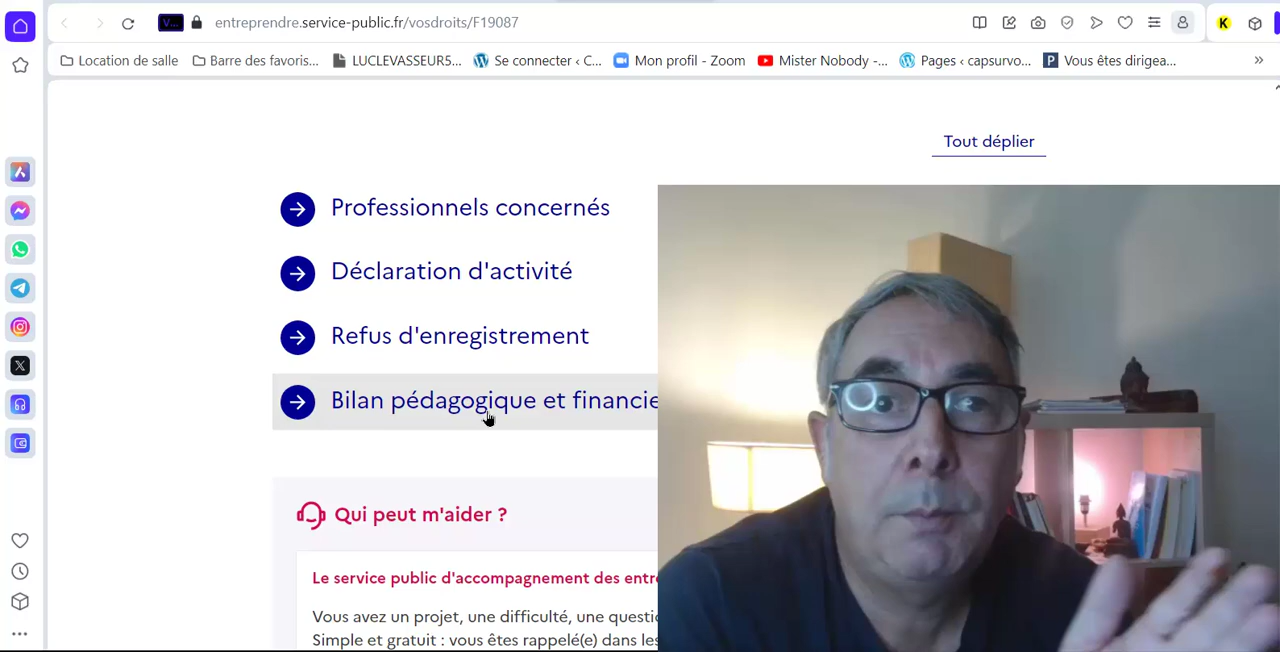 V...
entreprendre.service-public.fr/vosdroits/F19087
K
Location de salle
Barre des favoris...
LUCLEVASSEUR5...
Se connecter ‹ C...
Mon profil - Zoom
Mister Nobody -...
Pages ‹ capsurvo...
P
Vous êtes dirigea...
»
Tout déplier
Professionnels concernés
Déclaration d'activité
Refus d'enregistrement
Bilan pédagogique et financie
Qui peut m'aider ?
Le service public d'accompagnement des entre
Vous avez un projet, une difficulté, une questio
Simple et gratuit : vous êtes rappelé(e) dans les